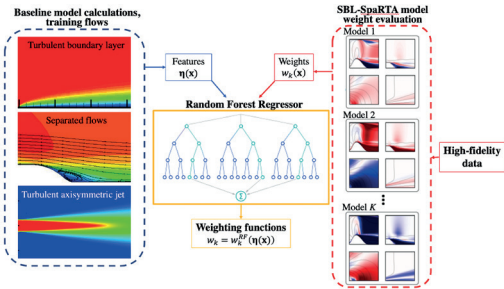 Baseline model calculations,
training flows
Turbulent boundary layer
Separated flows
Turbulent axisymmetric jet
Features
η(x)
Weights
wₖ(x)
Random Forest Regressor
Σ
Weighting functions
wₖ = wₖᴿᶠ(η(x))
SBL-SpaRTA model
weight evaluation
Model 1
Model 2
Model K
High-fidelity
data